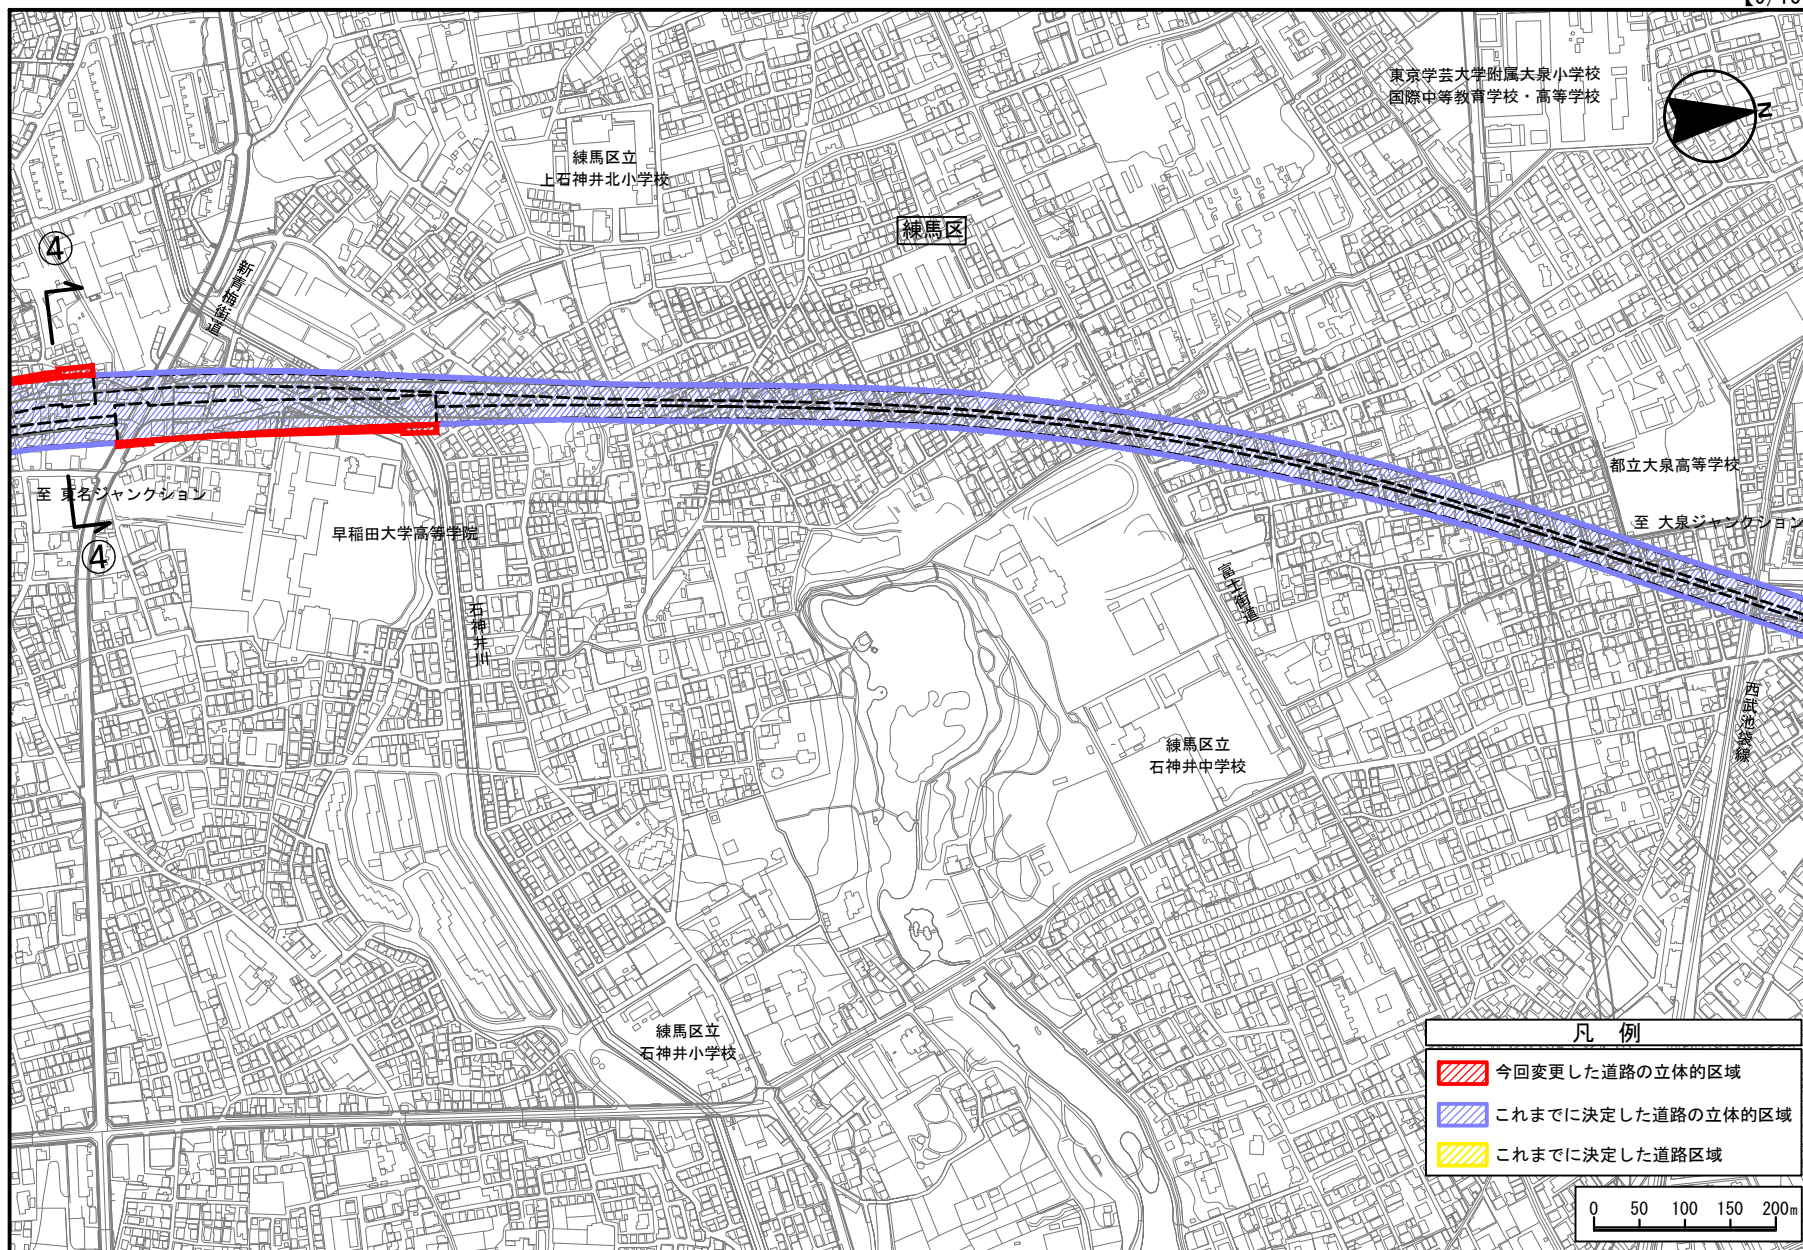 東京学芸大学附属大泉小学校
国際中等教育学校・高等学校
N
練馬区立
上石神井北小学校
練馬区
④
新青梅街道
都立大泉高等学校
至 東名ジャンクション
至 大泉ジャンクション
早稲田大学高等学院
④
富士街道
石神井川
西武池袋線
練馬区立
石神井中学校
練馬区立
石神井小学校
凡 例
今回変更した道路の立体的区域
これまでに決定した道路の立体的区域
これまでに決定した道路区域
0 50 100 150 200m